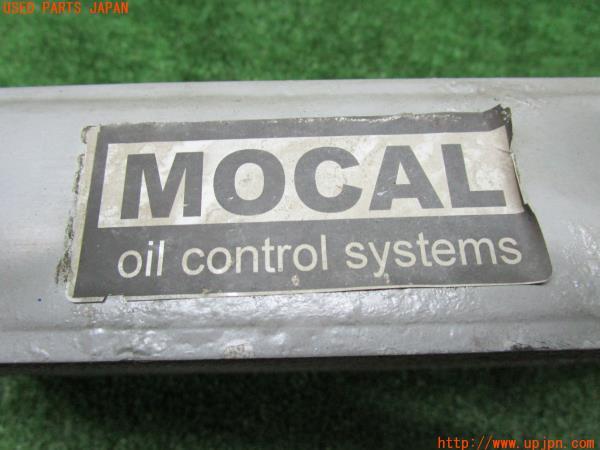 USED PARTS JAPAN
MOCAL
oil control systems
http://www.upjpn.com/